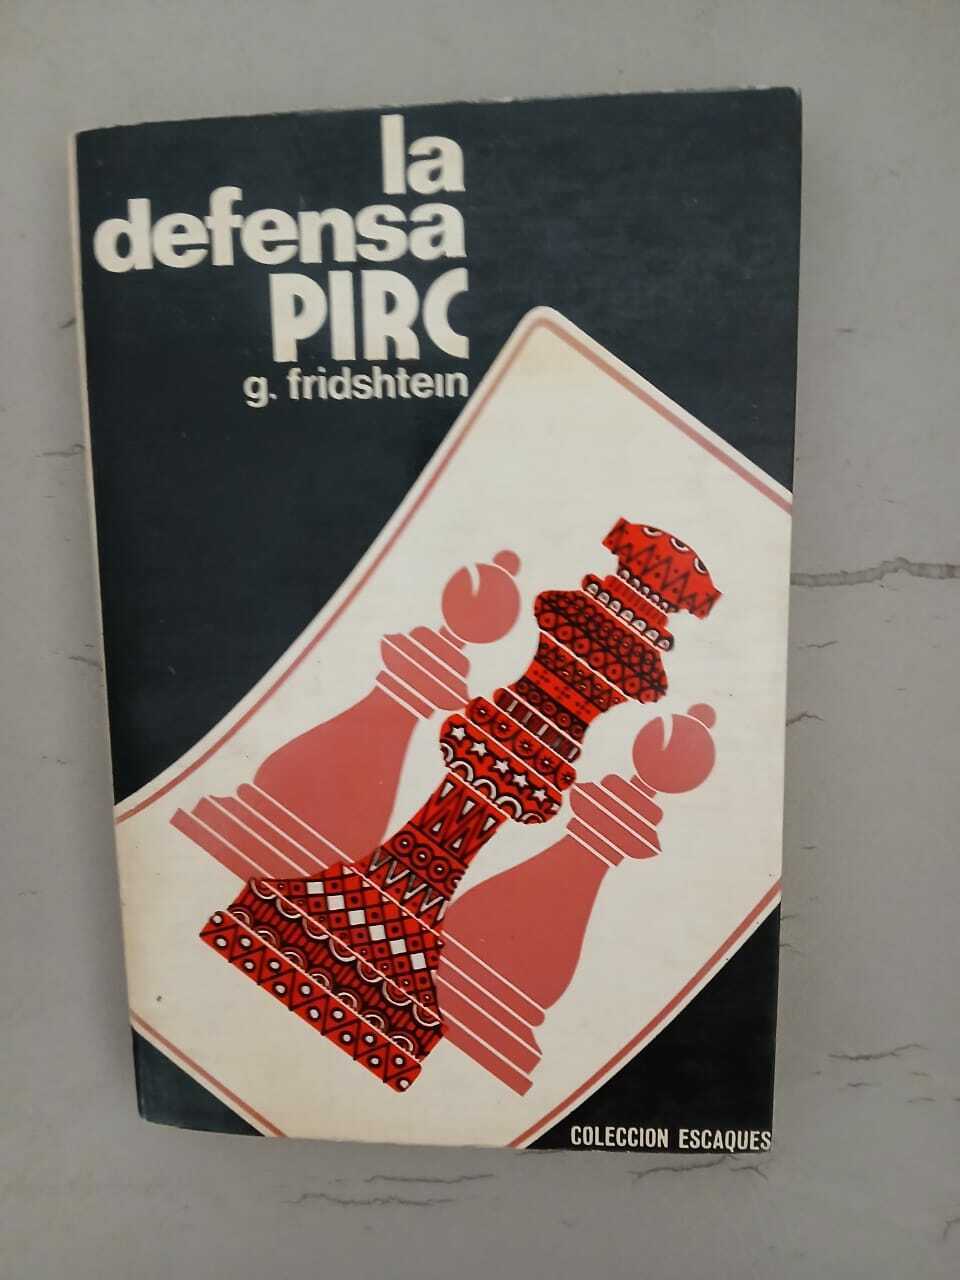 la
defensa
PIRC
g. fridshtein
COLECCION ESCAQUES